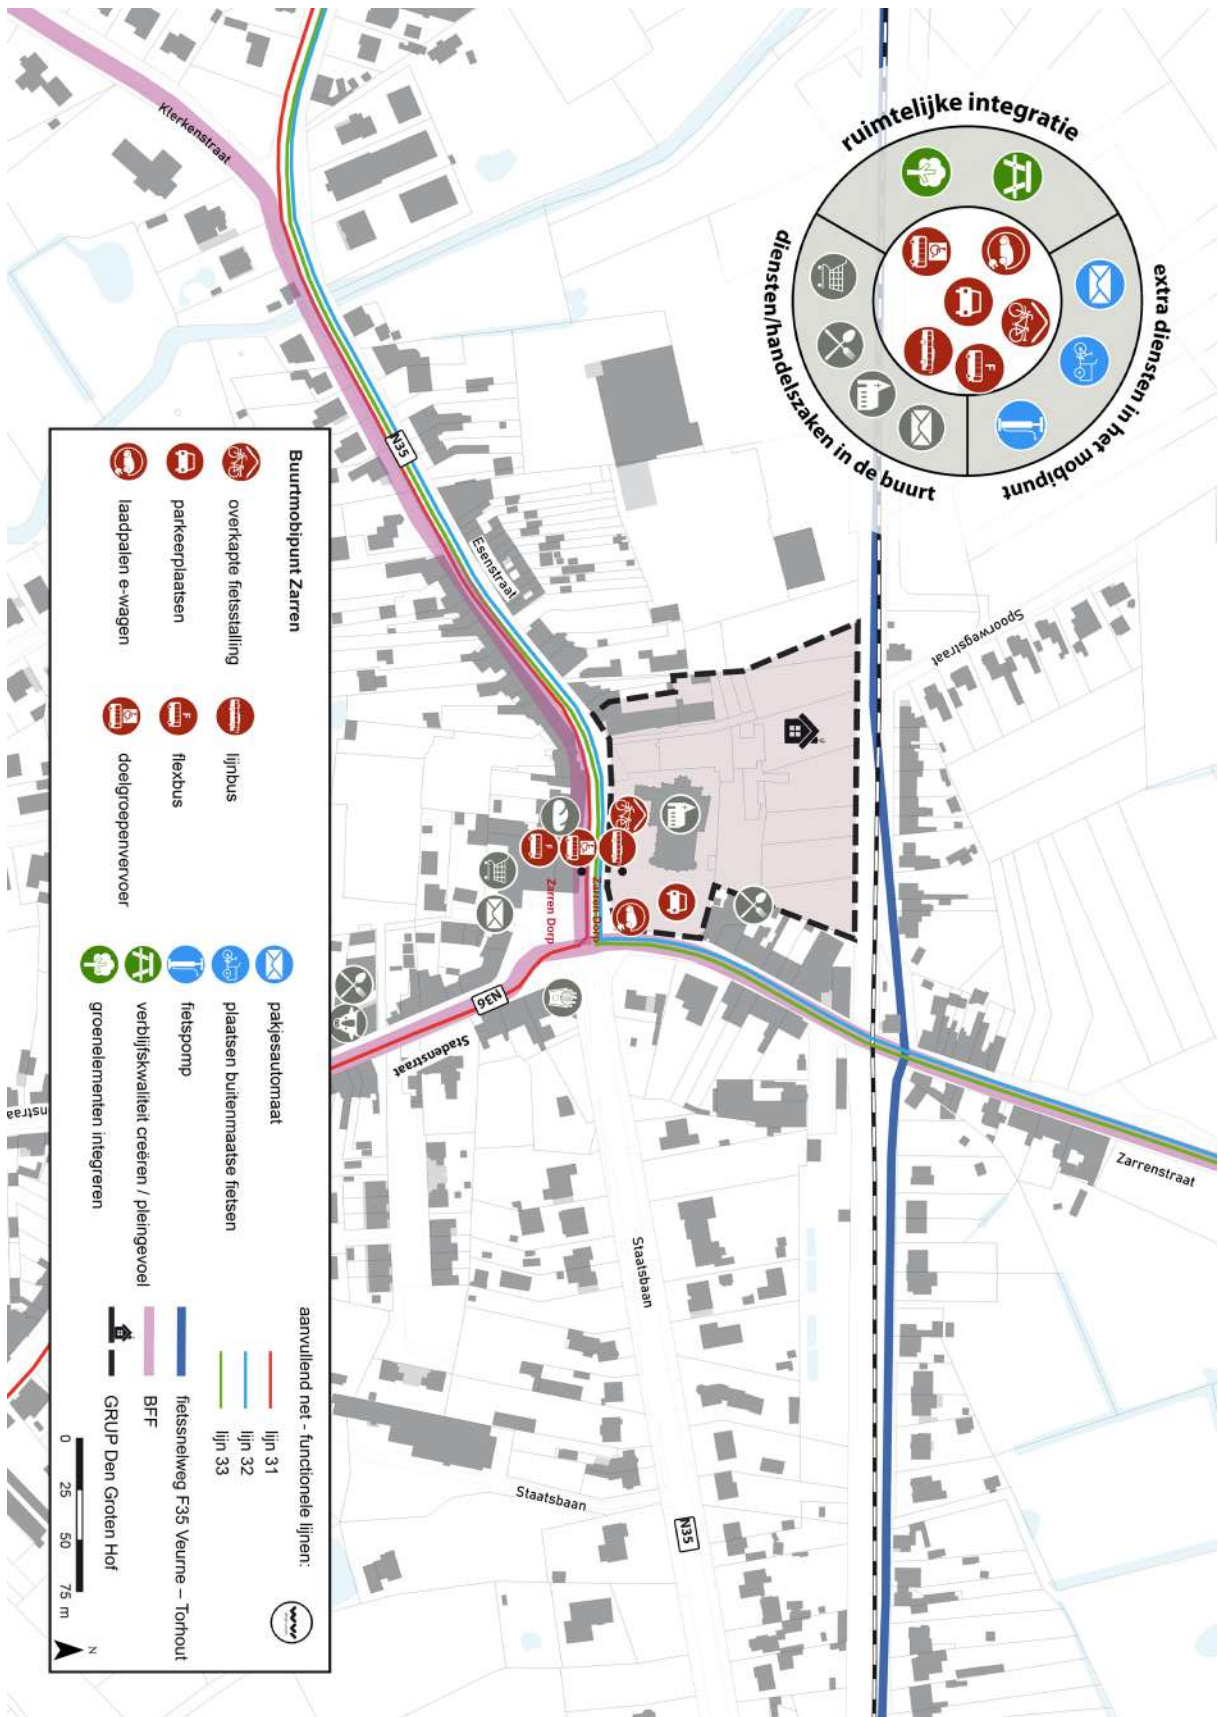 ruimtelijke integratie
extra diensten in het mobipunt
diensten/handelszaken in de buurt
F
Klerkenstraat
N35
Esenstraat
Spoorwegstraat
Zarren Dorp
Zarren Dorp
F
N36
Stadenstraat
Zarrenstraat
Staatsbaan
Staatsbaan
N35
nstraat
Buurtmobipunt Zarren
overkapte fietsstalling
parkeerplaatsen
laadpalen e-wagen
lijnbus
F
flexbus
doelgroepenvervoer
pakjesautomaat
plaatsen buitenmaatse fietsen
fietspomp
verblijfskwaliteit creëren / pleingevoel
groenelementen integreren
aanvullend net - functionele lijnen:
lijn 31
lijn 32
lijn 33
fietssnelweg F35 Veurne – Torhout
BFF
GRUP Den Groten Hof
0 25 50 75 m
N